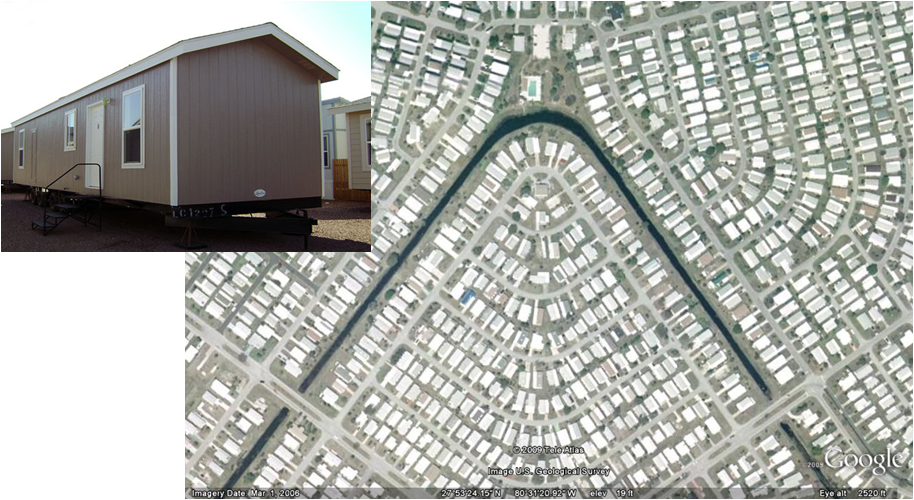 © 2009 Tele Atlas
Image U.S. Geological Survey
2009 Google
Imagery Date: Mar 1, 2006 27°53'24.15" N 80°31'20.92" W elev 19 ft Eye alt 2520 ft